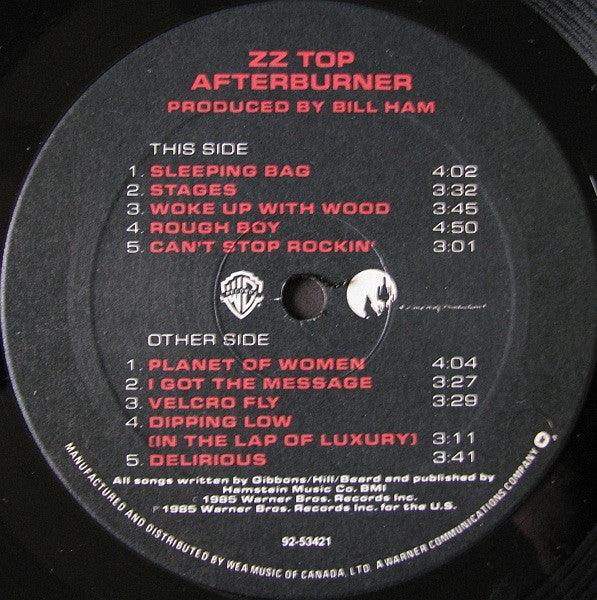 ZZ TOP
AFTERBURNER
PRODUCED BY BILL HAM
THIS SIDE
1. SLEEPING BAG 4:02
2. STAGES 3:32
3. WOKE UP WITH WOOD 3:45
4. ROUGH BOY 4:50
5. CAN'T STOP ROCKIN' 3:01
OTHER SIDE
1. PLANET OF WOMEN 4:04
2. I GOT THE MESSAGE 3:27
3. VELCRO FLY 3:29
4. DIPPING LOW
(IN THE LAP OF LUXURY) 3:11
5. DELIRIOUS 3:41
All songs written by Gibbons/Hill/Beard and published by
Hamstein Music Co. BMI
1985 Warner Bros. Records Inc.
1985 Warner Bros. Records Inc. for the U.S.
92-53421
MANUFACTURED AND DISTRIBUTED BY WEA MUSIC OF CANADA, LTD. A WARNER COMMUNICATIONS COMPANY